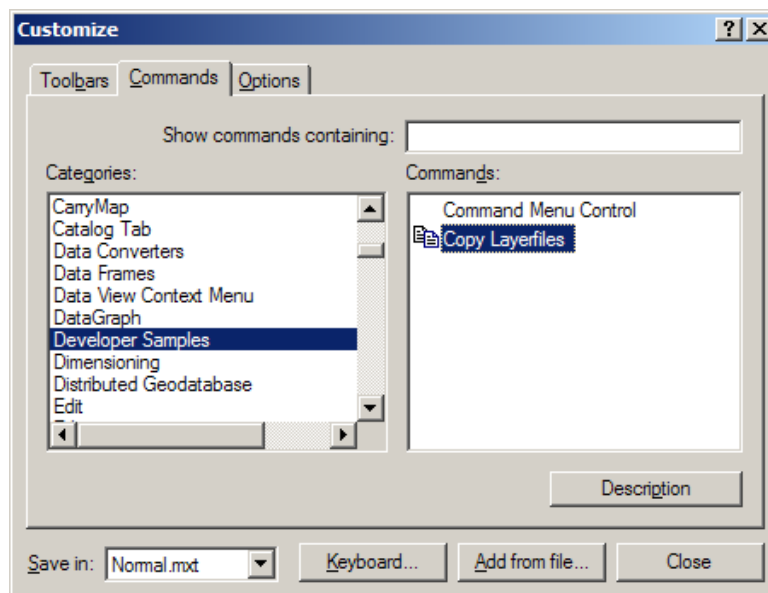 Customize
Toolbars Commands Options
Show commands containing:
Categories: Commands:
CarryMap
Catalog Tab
Data Converters
Data Frames
Data View Context Menu
DataGraph
Developer Samples
Dimensioning
Distributed Geodatabase
Edit
Command Menu Control
Copy Layerfiles
Description
Save in: Normal.mxt Keyboard... Add from file... Close